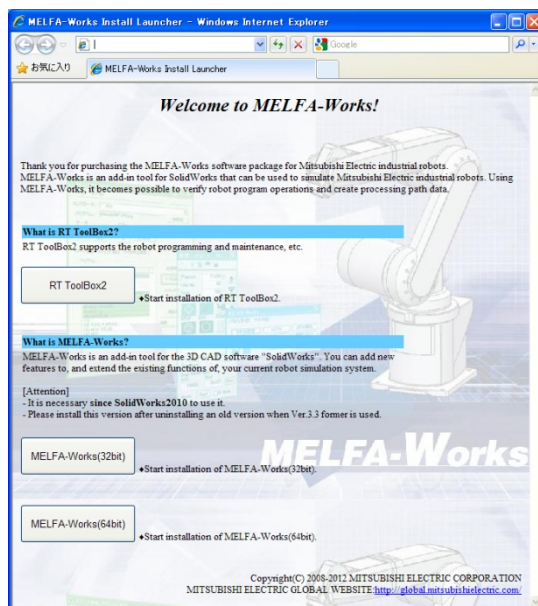 MELFA-Works Install Launcher - Windows Internet Explorer
Google
お気に入り
MELFA-Works Install Launcher
Welcome to MELFA-Works!
Thank you for purchasing the MELFA-Works software package for Mitsubishi Electric industrial robots.
MELFA-Works is an add-in tool for SolidWorks that can be used to simulate Mitsubishi Electric industrial robots. Using
MELFA-Works, it becomes possible to verify robot program operations and create processing path data.
What is RT ToolBox2?
RT ToolBox2 supports the robot programming and maintenance, etc.
RT ToolBox2
♦Start installation of RT ToolBox2.
What is MELFA-Works?
MELFA-Works is an add-in tool for the 3D CAD software "SolidWorks". You can add new
features to, and extend the existing functions of, your current robot simulation system.
[Attention]
- It is necessary since SolidWorks2010 to use it.
- Please install this version after uninstalling an old version when Ver.3.3 former is used.
MELFA-Works
MELFA-Works(32bit)
♦Start installation of MELFA-Works(32bit).
MELFA-Works(64bit)
♦Start installation of MELFA-Works(64bit).
Copyright(C) 2008-2012 MITSUBISHI ELECTRIC CORPORATION
MITSUBISHI ELECTRIC GLOBAL WEBSITE:http://global.mitsubishielectric.com/